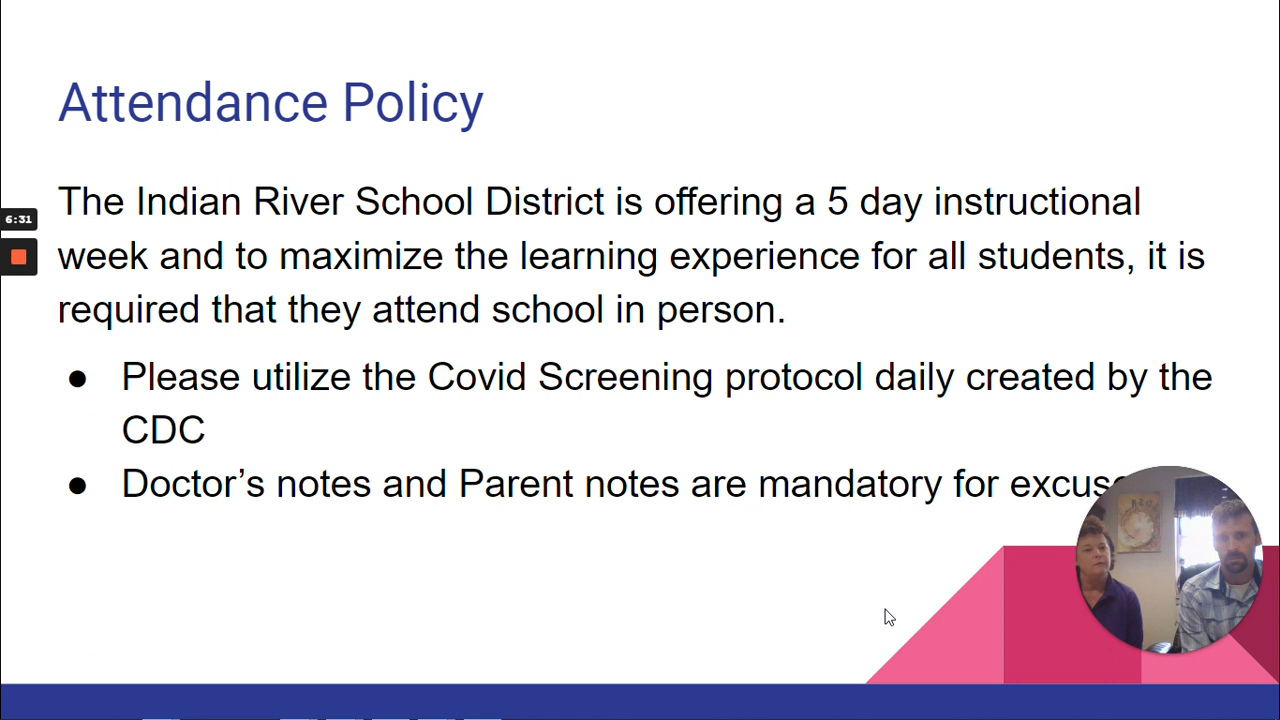 Attendance Policy
The Indian River School District is offering a 5 day instructional
week and to maximize the learning experience for all students, it is
required that they attend school in person.
6:31
● Please utilize the Covid Screening protocol daily created by the
CDC
● Doctor’s notes and Parent notes are mandatory for